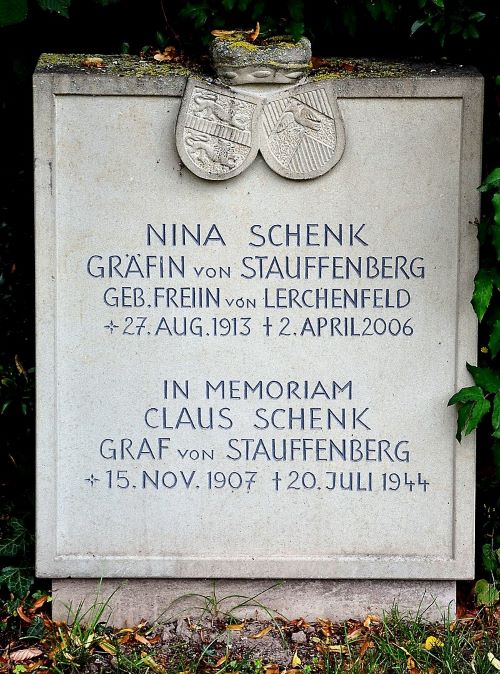 NINA SCHENK
GRÄFIN VON STAUFFENBERG
GEB. FREIIN VON LERCHENFELD
✧ 27. AUG. 1913 † 2. APRIL 2006
IN MEMORIAM
CLAUS SCHENK
GRAF VON STAUFFENBERG
✧ 15. NOV. 1907 † 20. JULI 1944